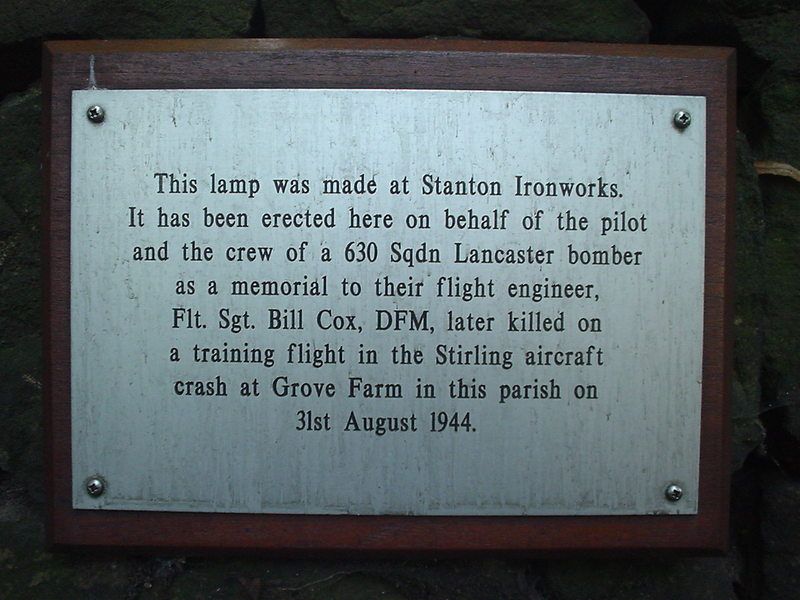 This lamp was made at Stanton Ironworks.
It has been erected here on behalf of the pilot
and the crew of a 630 Sqdn Lancaster bomber
as a memorial to their flight engineer,
Flt. Sgt. Bill Cox, DFM, later killed on
a training flight in the Stirling aircraft
crash at Grove Farm in this parish on
31st August 1944.